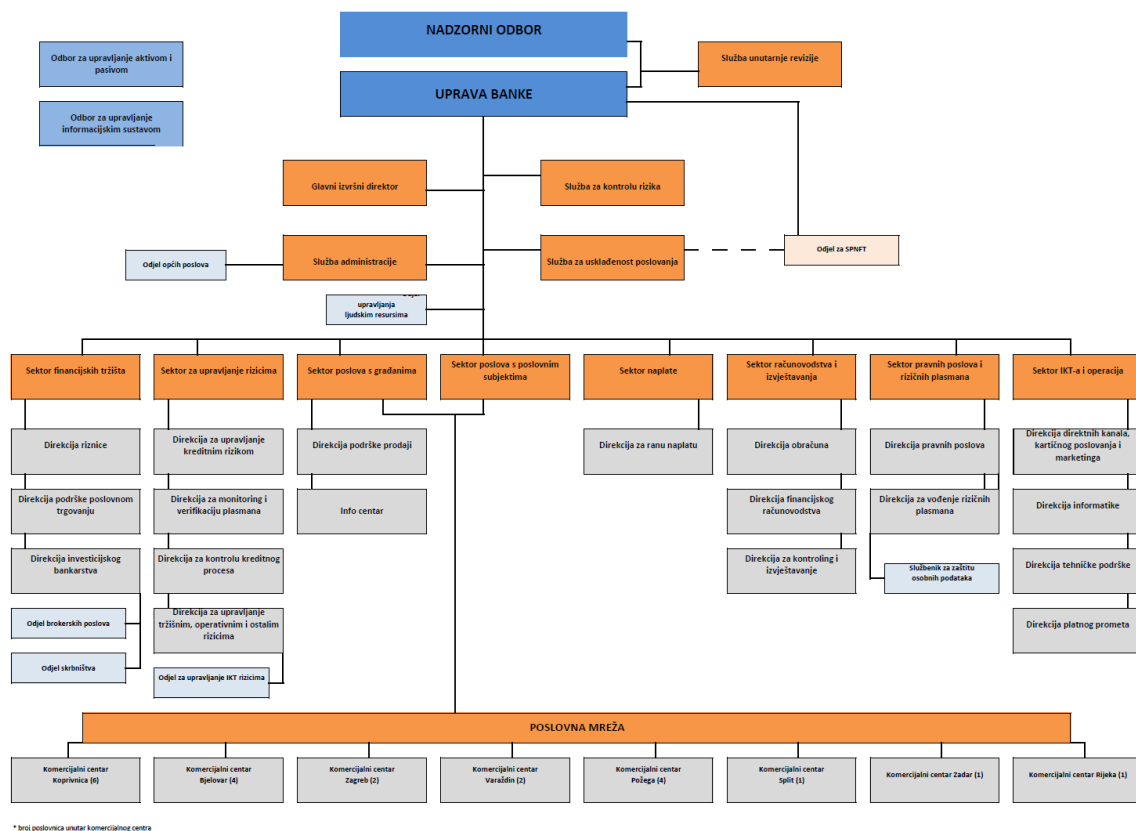 NADZORNI ODBOR
Odbor za upravljanje aktivom i
pasivom
Služba unutarnje revizije
UPRAVA BANKE
Odbor za upravljanje
informacijskim sustavom
Glavni izvršni direktor
Služba za kontrolu rizika
Odjel općih poslova
Služba administracije
Služba za usklađenost poslovanja
Odjel za SPNFT
upravljanja
ljudskim resursima
Sektor financijskih tržišta
Sektor za upravljanje rizicima
Sektor poslova s građanima
Sektor poslova s poslovnim
subjektima
Sektor naplate
Sektor računovodstva i
izvještavanja
Sektor pravnih poslova i
rizičnih plasmana
Sektor IKT-a i operacija
Direkcija riznice
Direkcija za upravljanje
kreditnim rizikom
Direkcija podrške prodaji
Direkcija za ranu naplatu
Direkcija obračuna
Direkcija pravnih poslova
Direkcija direktnih kanala,
kartičnog poslovanja i
marketinga
Direkcija podrške poslovnom
trgovanju
Direkcija za monitoring i
verifikaciju plasmana
Info centar
Direkcija financijskog
računovodstva
Direkcija za vođenje rizičnih
plasmana
Direkcija informatike
Direkcija investicijskog
bankarstva
Direkcija za kontrolu kreditnog
procesa
Direkcija za kontroling i
izvještavanje
Službenik za zaštitu
osobnih podataka
Direkcija tehničke podrške
Odjel brokerskih poslova
Direkcija za upravljanje
tržišnim, operativnim i ostalim
rizicima
Direkcija platnog prometa
Odjel skrbništva
Odjel za upravljanje IKT rizicima
POSLOVNA MREŽA
Komercijalni centar
Koprivnica (6)
Komercijalni centar
Bjelovar (4)
Komercijalni centar
Zagreb (2)
Komercijalni centar
Varaždin (2)
Komercijalni centar
Požega (4)
Komercijalni centar
Split (1)
Komercijalni centar Zadar (1)
Komercijalni centar Rijeka (1)
* broj poslovnica unutar komercijalnog centra